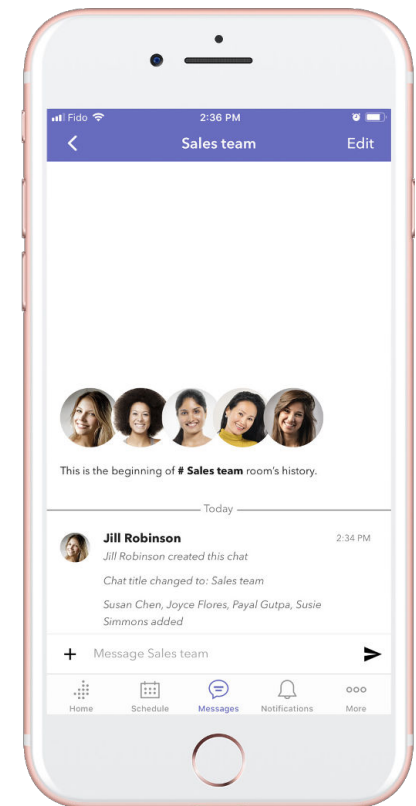 Fido 2:36 PM
Sales team Edit
This is the beginning of # Sales team room's history.
Today
Jill Robinson 2:34 PM
Jill Robinson created this chat
Chat title changed to: Sales team
Susan Chen, Joyce Flores, Payal Gutpa, Susie
Simmons added
Message Sales team
Home Schedule Messages Notifications More